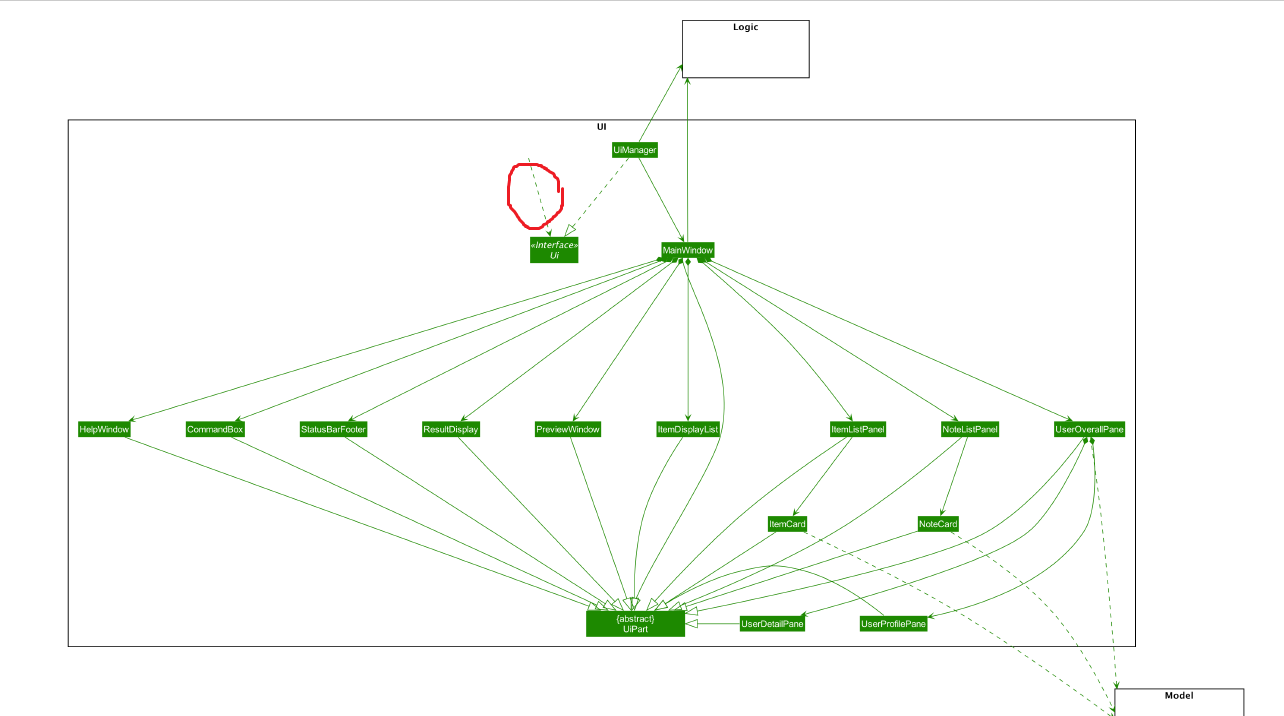 Logic
UI
UiManager
«Interface»
Ui
MainWindow
HelpWindow
CommandBox
StatusBarFooter
ResultDisplay
PreviewWindow
ItemDisplayList
ItemListPanel
NoteListPanel
UserOverallPane
ItemCard
NoteCard
{abstract}
UiPart
UserDetailPane
UserProfilePane
Model